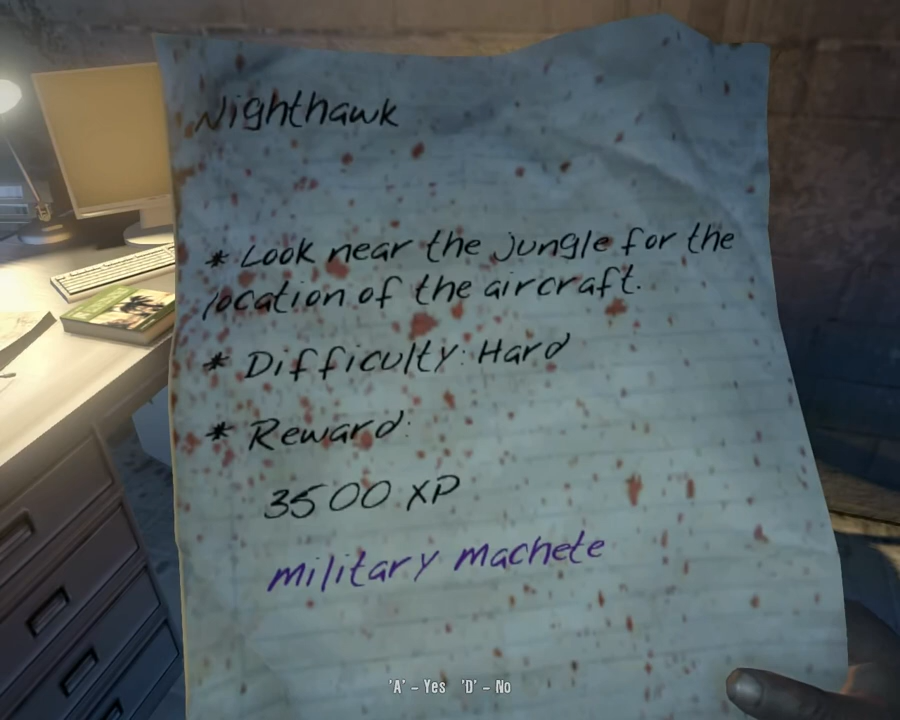 Nighthawk
* Look near the jungle for the
location of the aircraft.
* Difficulty: Hard
* Reward:
3500 XP
military machete
'A' – Yes 'D' – No